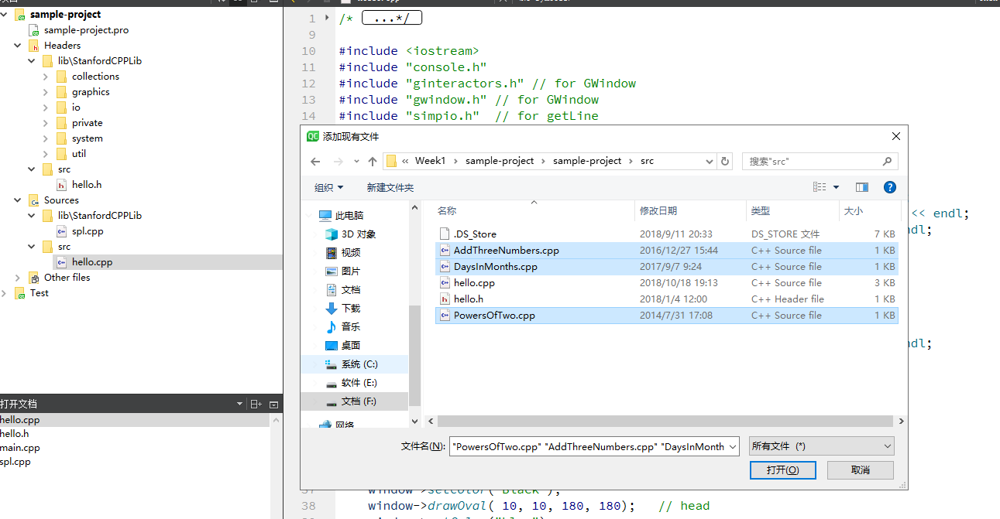 sample-project
sample-project.pro
Headers
lib\StanfordCPPLib
collections
graphics
io
private
system
util
src
hello.h
Sources
lib\StanfordCPPLib
spl.cpp
src
hello.cpp
Other files
Test
打开文档
hello.cpp
hello.h
main.cpp
spl.cpp
1 /* ...*/
9
10 #include <iostream>
11 #include "console.h"
12 #include "ginteractors.h" // for GWindow
13 #include "gwindow.h" // for GWindow
14 #include "simpio.h"  // for getLine
<< endl;
dl;
endl;
添加现有文件
« Week1 › sample-project › sample-project › src
搜索"src"
组织 新建文件夹
此电脑
3D 对象
视频
图片
文档
下载
音乐
桌面
系统 (C:)
软件 (E:)
文档 (F:)
网络
名称 修改日期 类型 大小
.DS_Store 2018/9/11 20:33 DS_STORE 文件 7 KB
AddThreeNumbers.cpp 2016/12/27 15:44 C++ Source file 1 KB
DaysInMonths.cpp 2017/9/7 9:24 C++ Source file 1 KB
hello.cpp 2018/10/18 19:13 C++ Source file 3 KB
hello.h 2018/1/4 12:00 C++ Header file 1 KB
PowersOfTwo.cpp 2014/7/31 17:08 C++ Source file 1 KB
文件名(N): "PowersOfTwo.cpp" "AddThreeNumbers.cpp" "DaysInMonth
所有文件 (*)
打开(O) 取消
37 window->setColor("Black");
38 window->drawOval( 10, 10, 180, 180);   // head